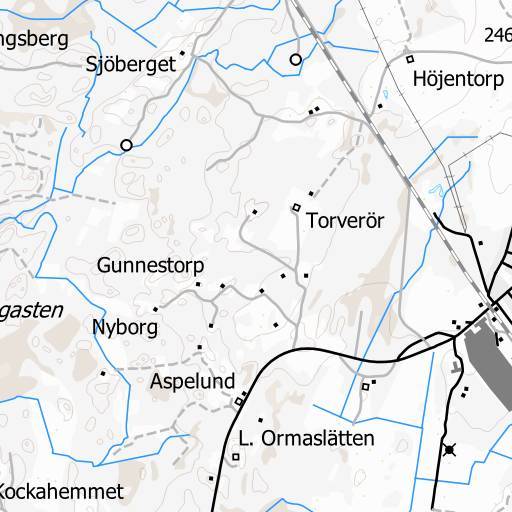 ngsberg
246
Sjöberget
Höjentorp
Torverör
Gunnestorp
gasten
Nyborg
Aspelund
L. Ormaslätten
Kockahemmet